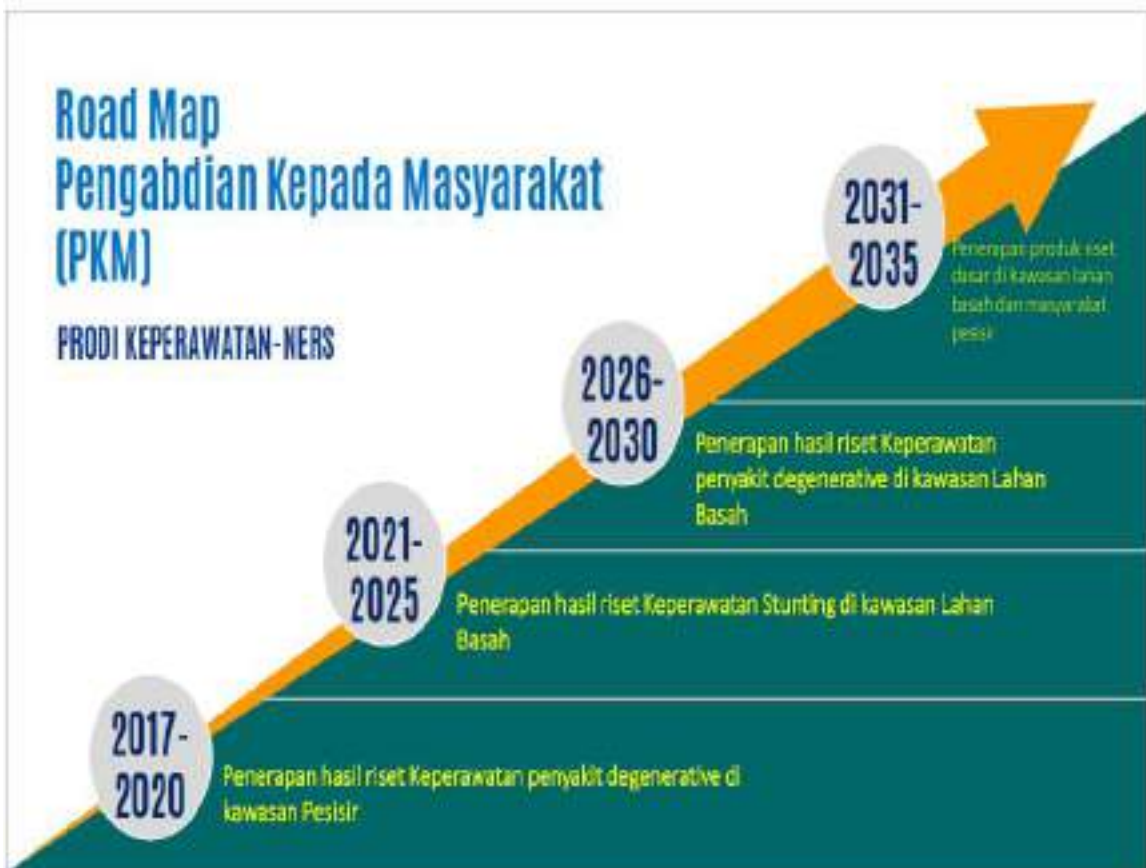 Road Map
Pengabdian Kepada Masyarakat
(PKM)
PRODI KEPERAWATAN-NERS
2031-
2035
Penerapan produk riset
dasar di kawasan lahan
basah dan masyarakat
pesisir
2026-
2030
Penerapan hasil riset Keperawatan
penyakit degenerative di kawasan Lahan
Basah
2021-
2025
Penerapan hasil riset Keperawatan Stunting di kawasan Lahan
Basah
2017-
2020
Penerapan hasil riset Keperawatan penyakit degenerative di
kawasan Pesisir